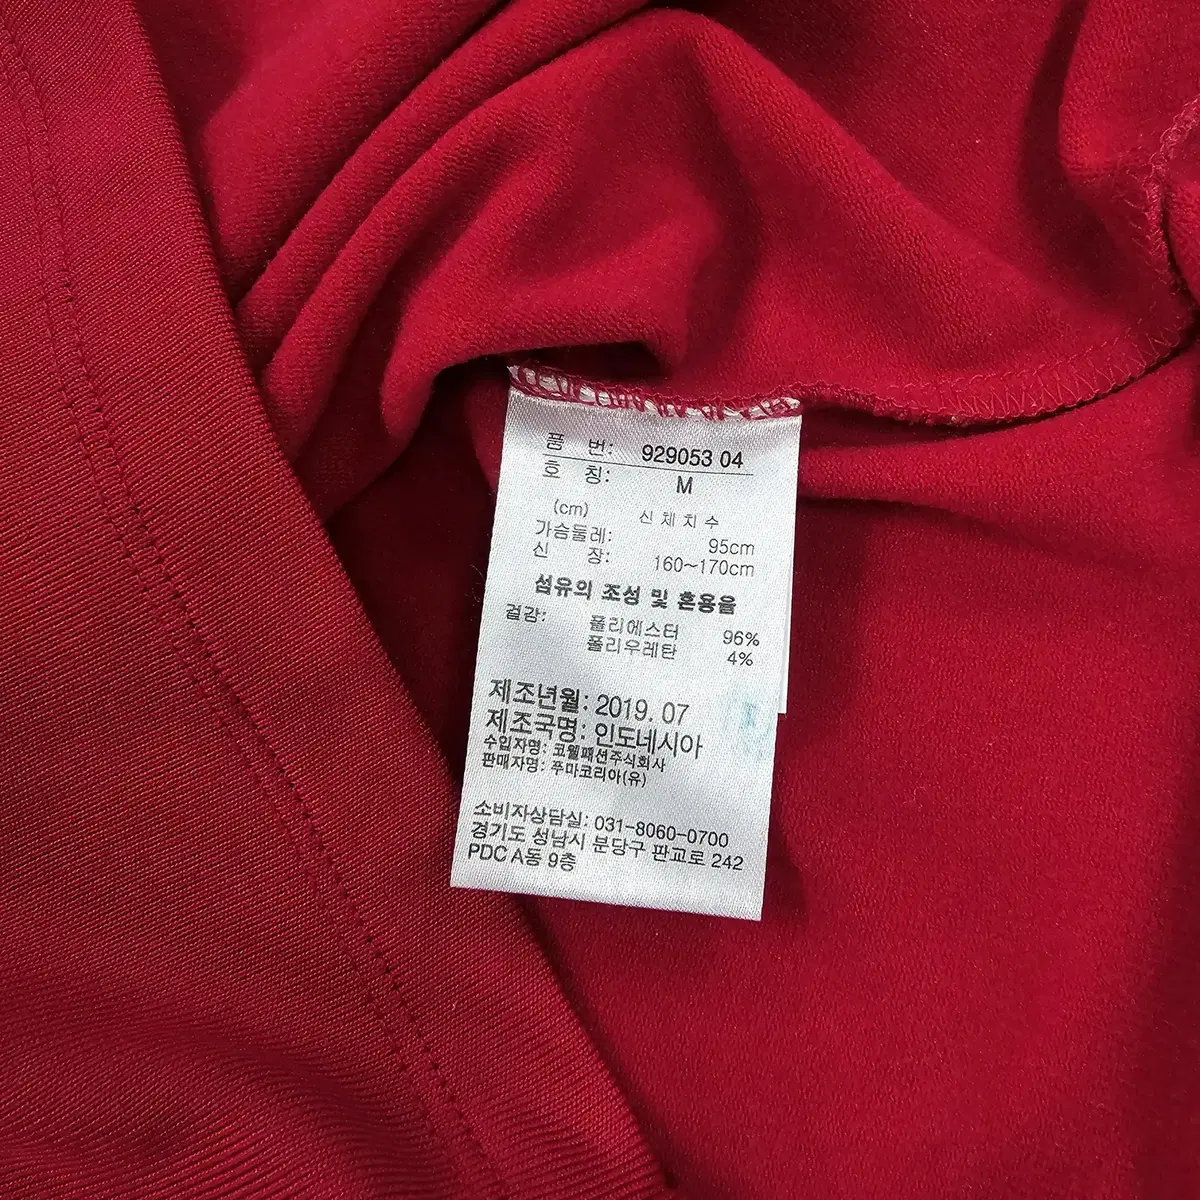 품 번: 929053 04
호 칭: M
(cm) 신체치수
가슴둘레: 95cm
신 장: 160~170cm
섬유의 조성 및 혼용율
겉감: 폴리에스터 96%
폴리우레탄 4%
제조년월: 2019. 07
제조국명: 인도네시아
수입자명: 코웰패션주식회사
판매자명: 푸마코리아(유)
소비자상담실: 031-8060-0700
경기도 성남시 분당구 판교로 242
PDC A동 9층